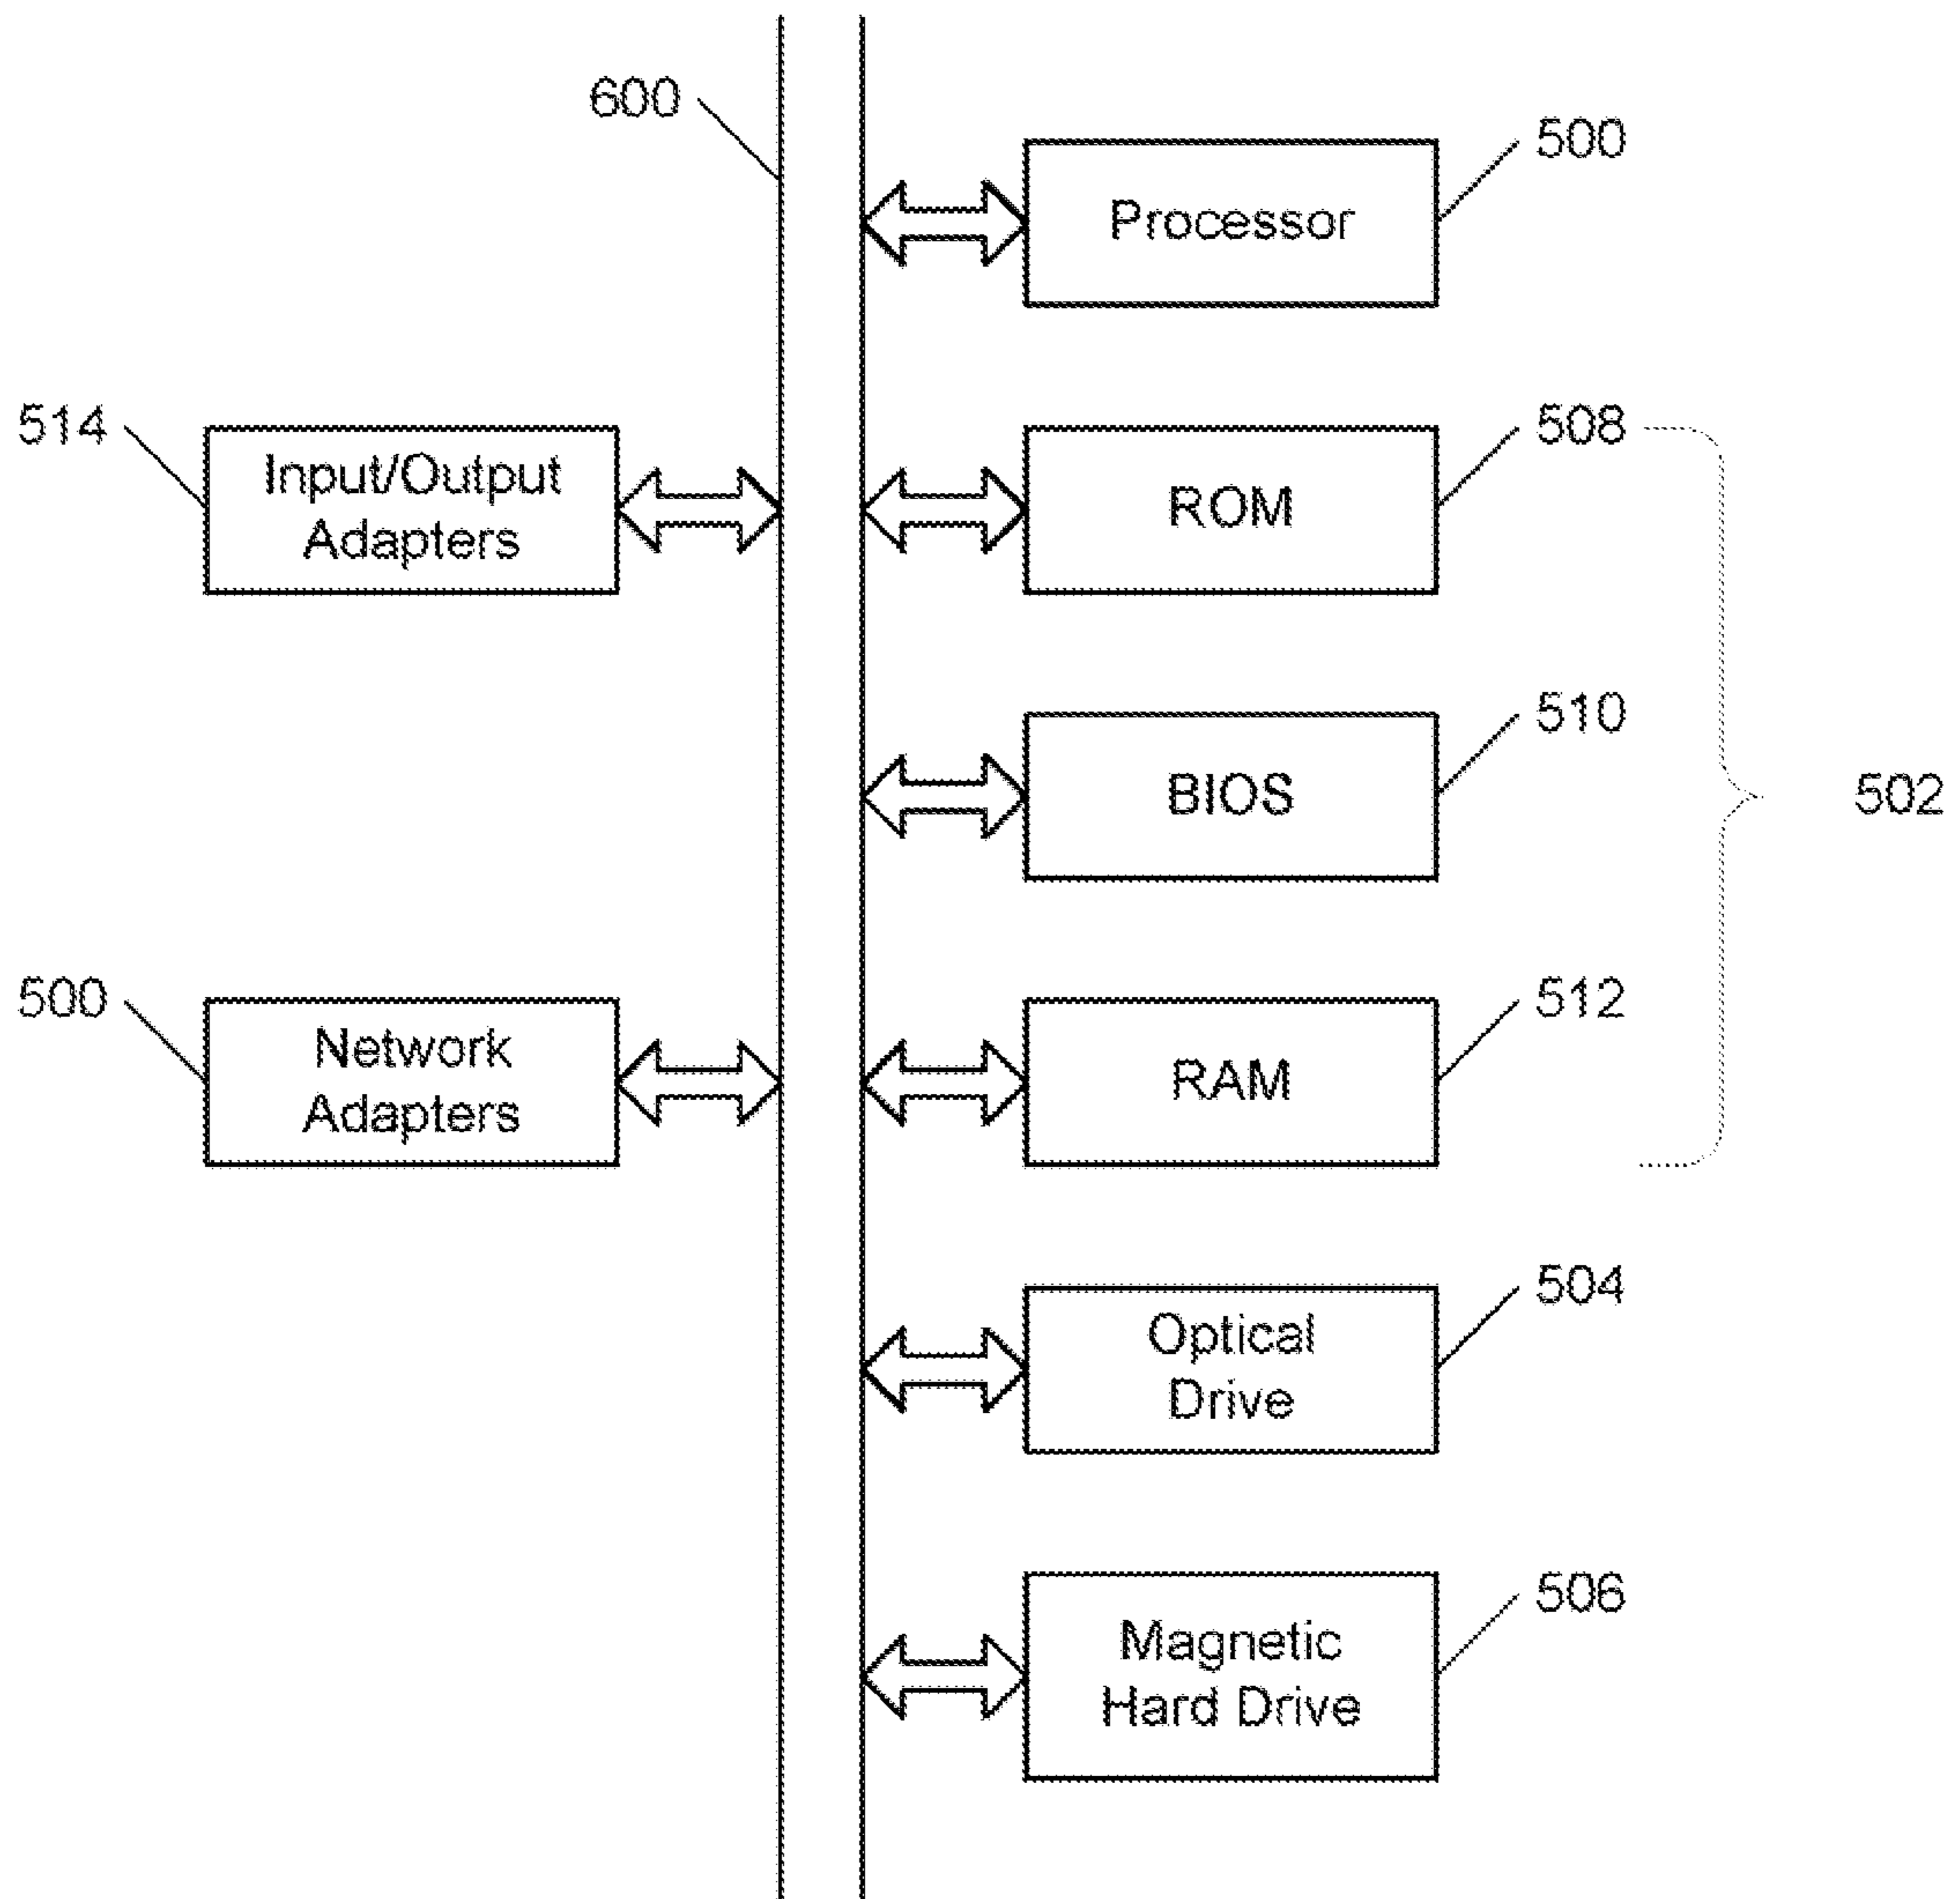 600
500
Processor
514
Input/Output
Adapters
508
ROM
510
BIOS
502
500
Network
Adapters
512
RAM
504
Optical
Drive
506
Magnetic
Hard Drive